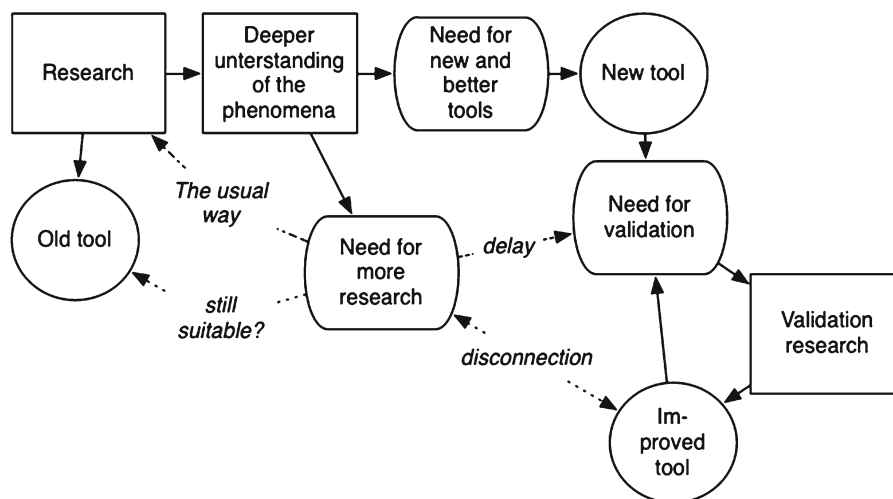 Research
Deeper
unterstanding
of the
phenomena
Need for
new and
better
tools
New tool
The usual
way
Old tool
Need for
more
research
delay
Need for
validation
still
suitable?
disconnection
Validation
research
Im-
proved
tool